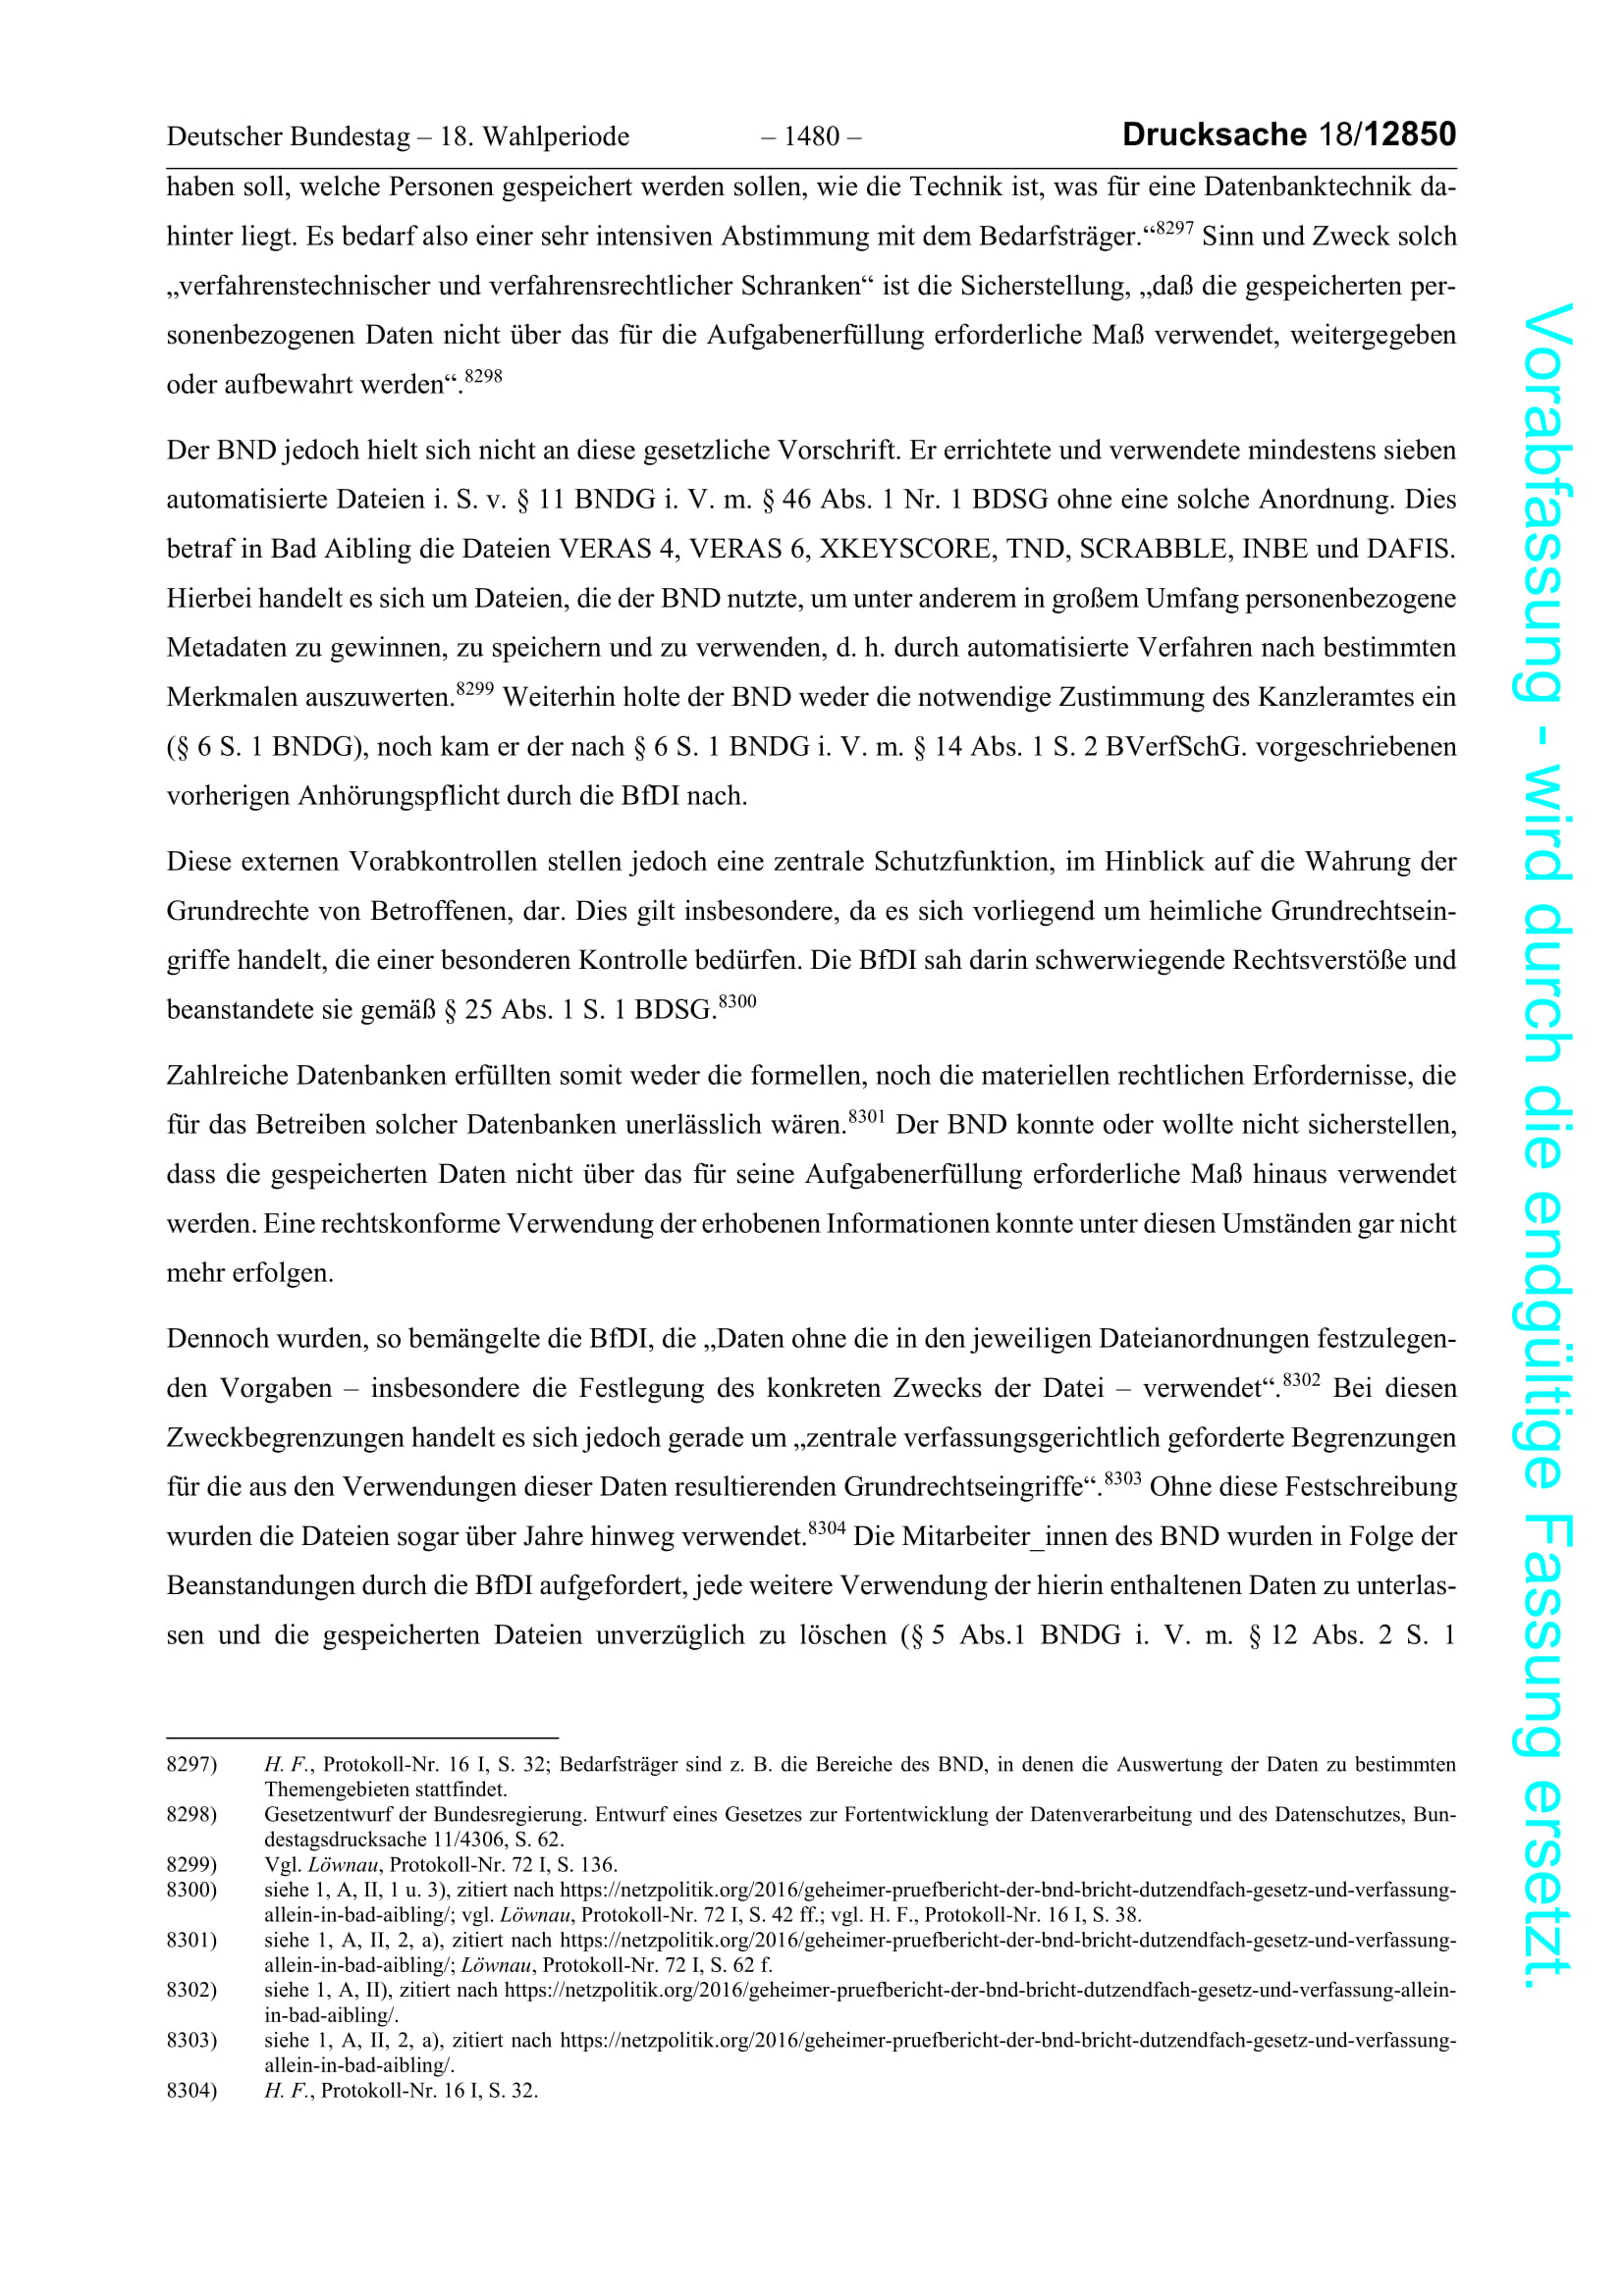 Deutscher Bundestag – 18. Wahlperiode – 1480 – Drucksache 18/12850
haben soll, welche Personen gespeichert werden sollen, wie die Technik ist, was für eine Datenbanktechnik da-
hinter liegt. Es bedarf also einer sehr intensiven Abstimmung mit dem Bedarfsträger.“8297 Sinn und Zweck solch
„verfahrenstechnischer und verfahrensrechtlicher Schranken“ ist die Sicherstellung, „daß die gespeicherten per-
sonenbezogenen Daten nicht über das für die Aufgabenerfüllung erforderliche Maß verwendet, weitergegeben
oder aufbewahrt werden“.8298
Der BND jedoch hielt sich nicht an diese gesetzliche Vorschrift. Er errichtete und verwendete mindestens sieben
automatisierte Dateien i. S. v. § 11 BNDG i. V. m. § 46 Abs. 1 Nr. 1 BDSG ohne eine solche Anordnung. Dies
betraf in Bad Aibling die Dateien VERAS 4, VERAS 6, XKEYSCORE, TND, SCRABBLE, INBE und DAFIS.
Hierbei handelt es sich um Dateien, die der BND nutzte, um unter anderem in großem Umfang personenbezogene
Metadaten zu gewinnen, zu speichern und zu verwenden, d. h. durch automatisierte Verfahren nach bestimmten
Merkmalen auszuwerten.8299 Weiterhin holte der BND weder die notwendige Zustimmung des Kanzleramtes ein
(§ 6 S. 1 BNDG), noch kam er der nach § 6 S. 1 BNDG i. V. m. § 14 Abs. 1 S. 2 BVerfSchG. vorgeschriebenen
vorherigen Anhörungspflicht durch die BfDI nach.
Diese externen Vorabkontrollen stellen jedoch eine zentrale Schutzfunktion, im Hinblick auf die Wahrung der
Grundrechte von Betroffenen, dar. Dies gilt insbesondere, da es sich vorliegend um heimliche Grundrechtsein-
griffe handelt, die einer besonderen Kontrolle bedürfen. Die BfDI sah darin schwerwiegende Rechtsverstöße und
beanstandete sie gemäß § 25 Abs. 1 S. 1 BDSG.8300
Zahlreiche Datenbanken erfüllten somit weder die formellen, noch die materiellen rechtlichen Erfordernisse, die
für das Betreiben solcher Datenbanken unerlässlich wären.8301 Der BND konnte oder wollte nicht sicherstellen,
dass die gespeicherten Daten nicht über das für seine Aufgabenerfüllung erforderliche Maß hinaus verwendet
werden. Eine rechtskonforme Verwendung der erhobenen Informationen konnte unter diesen Umständen gar nicht
mehr erfolgen.
Dennoch wurden, so bemängelte die BfDI, die „Daten ohne die in den jeweiligen Dateianordnungen festzulegen-
den Vorgaben – insbesondere die Festlegung des konkreten Zwecks der Datei – verwendet“.8302 Bei diesen
Zweckbegrenzungen handelt es sich jedoch gerade um „zentrale verfassungsgerichtlich geforderte Begrenzungen
für die aus den Verwendungen dieser Daten resultierenden Grundrechtseingriffe“.8303 Ohne diese Festschreibung
wurden die Dateien sogar über Jahre hinweg verwendet.8304 Die Mitarbeiter_innen des BND wurden in Folge der
Beanstandungen durch die BfDI aufgefordert, jede weitere Verwendung der hierin enthaltenen Daten zu unterlas-
sen und die gespeicherten Dateien unverzüglich zu löschen (§ 5 Abs.1 BNDG i. V. m. § 12 Abs. 2 S. 1
8297) H. F., Protokoll-Nr. 16 I, S. 32; Bedarfsträger sind z. B. die Bereiche des BND, in denen die Auswertung der Daten zu bestimmten
Themengebieten stattfindet.
8298) Gesetzentwurf der Bundesregierung. Entwurf eines Gesetzes zur Fortentwicklung der Datenverarbeitung und des Datenschutzes, Bun-
destagsdrucksache 11/4306, S. 62.
8299) Vgl. Löwnau, Protokoll-Nr. 72 I, S. 136.
8300) siehe 1, A, II, 1 u. 3), zitiert nach https://netzpolitik.org/2016/geheimer-pruefbericht-der-bnd-bricht-dutzendfach-gesetz-und-verfassung-
allein-in-bad-aibling/; vgl. Löwnau, Protokoll-Nr. 72 I, S. 42 ff.; vgl. H. F., Protokoll-Nr. 16 I, S. 38.
8301) siehe 1, A, II, 2, a), zitiert nach https://netzpolitik.org/2016/geheimer-pruefbericht-der-bnd-bricht-dutzendfach-gesetz-und-verfassung-
allein-in-bad-aibling/; Löwnau, Protokoll-Nr. 72 I, S. 62 f.
8302) siehe 1, A, II), zitiert nach https://netzpolitik.org/2016/geheimer-pruefbericht-der-bnd-bricht-dutzendfach-gesetz-und-verfassung-allein-
in-bad-aibling/.
8303) siehe 1, A, II, 2, a), zitiert nach https://netzpolitik.org/2016/geheimer-pruefbericht-der-bnd-bricht-dutzendfach-gesetz-und-verfassung-
allein-in-bad-aibling/.
8304) H. F., Protokoll-Nr. 16 I, S. 32.
Vorabfassung - wird durch die endgültige Fassung ersetzt.